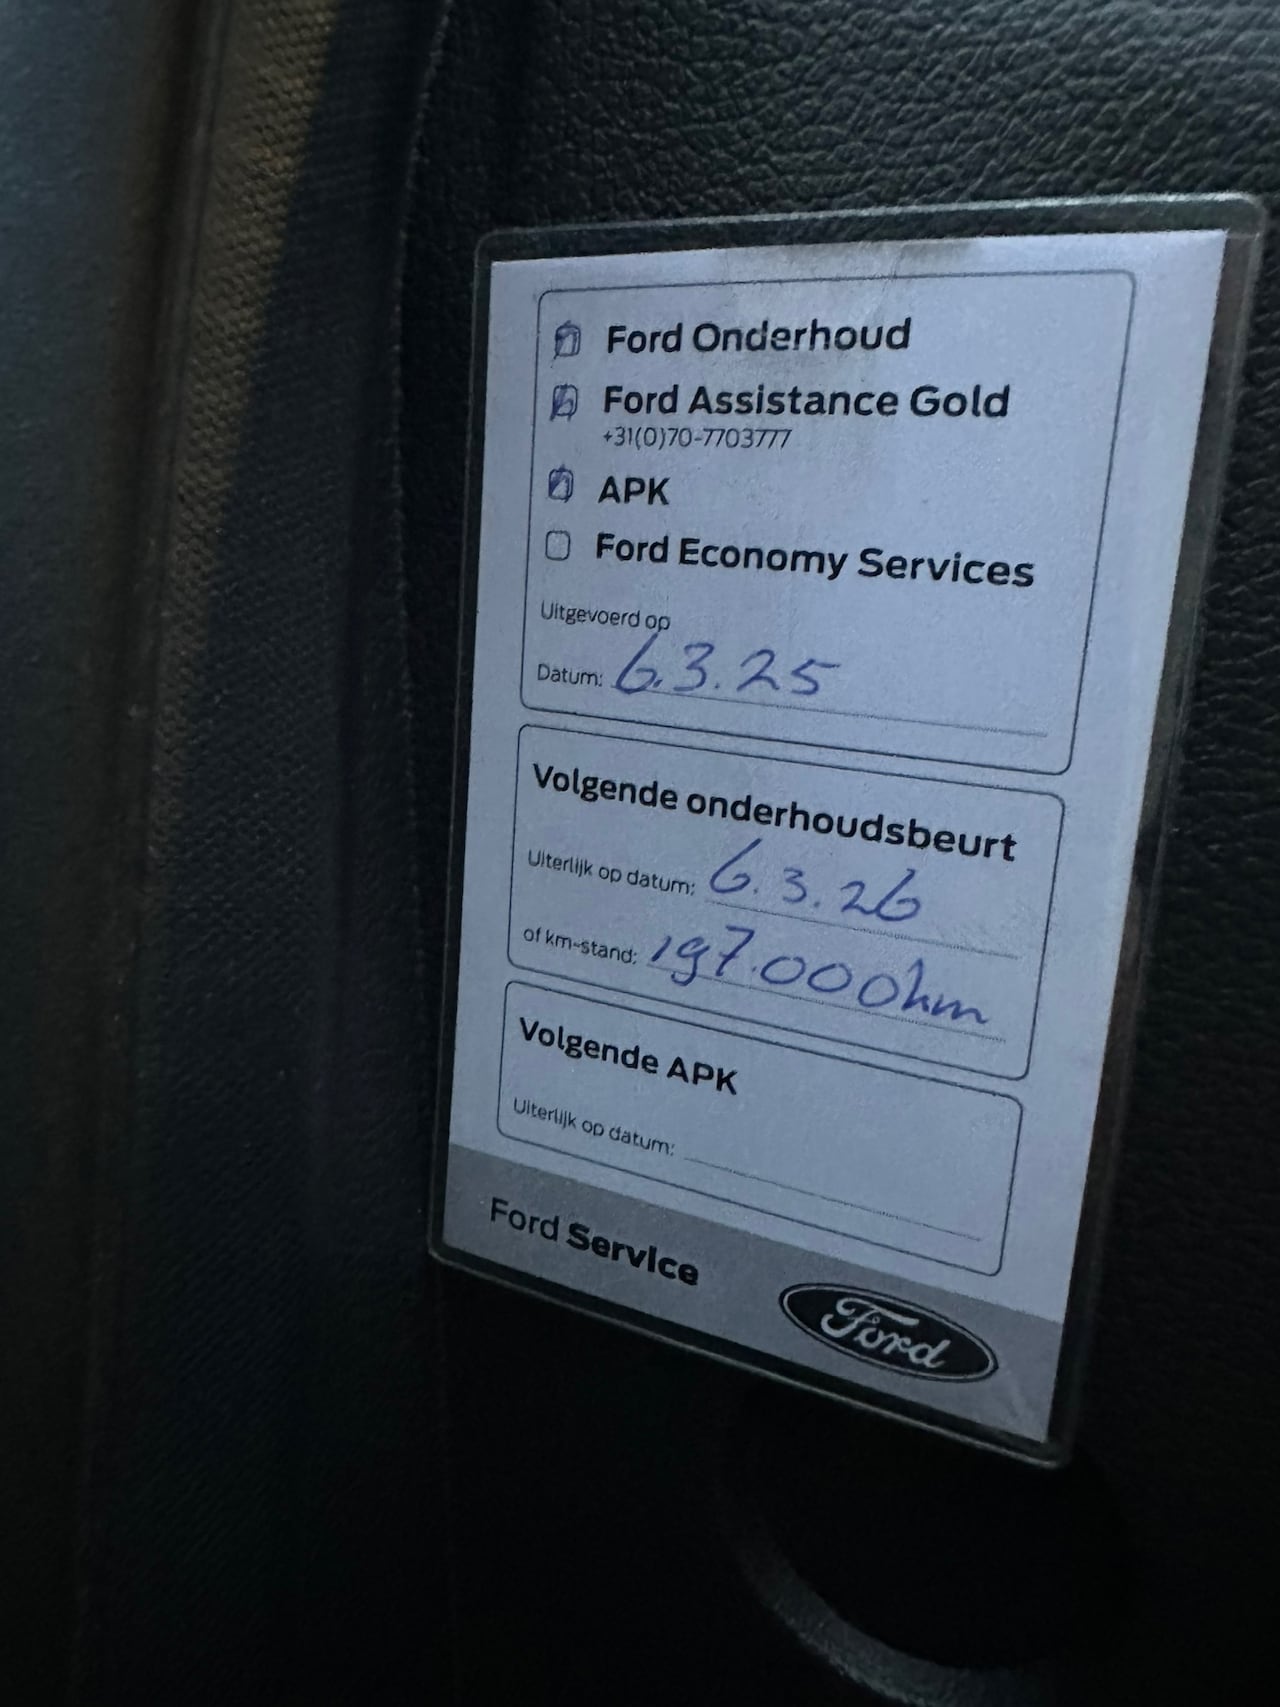 Ford Onderhoud
Ford Assistance Gold
+31(0)70-7703777
APK
Ford Economy Services
Uitgevoerd op
Datum: 6.3.25
Volgende onderhoudsbeurt
Uiterlijk op datum: 6.3.26
of km-stand: 197.000km
Volgende APK
Uiterlijk op datum:
Ford Service
Ford